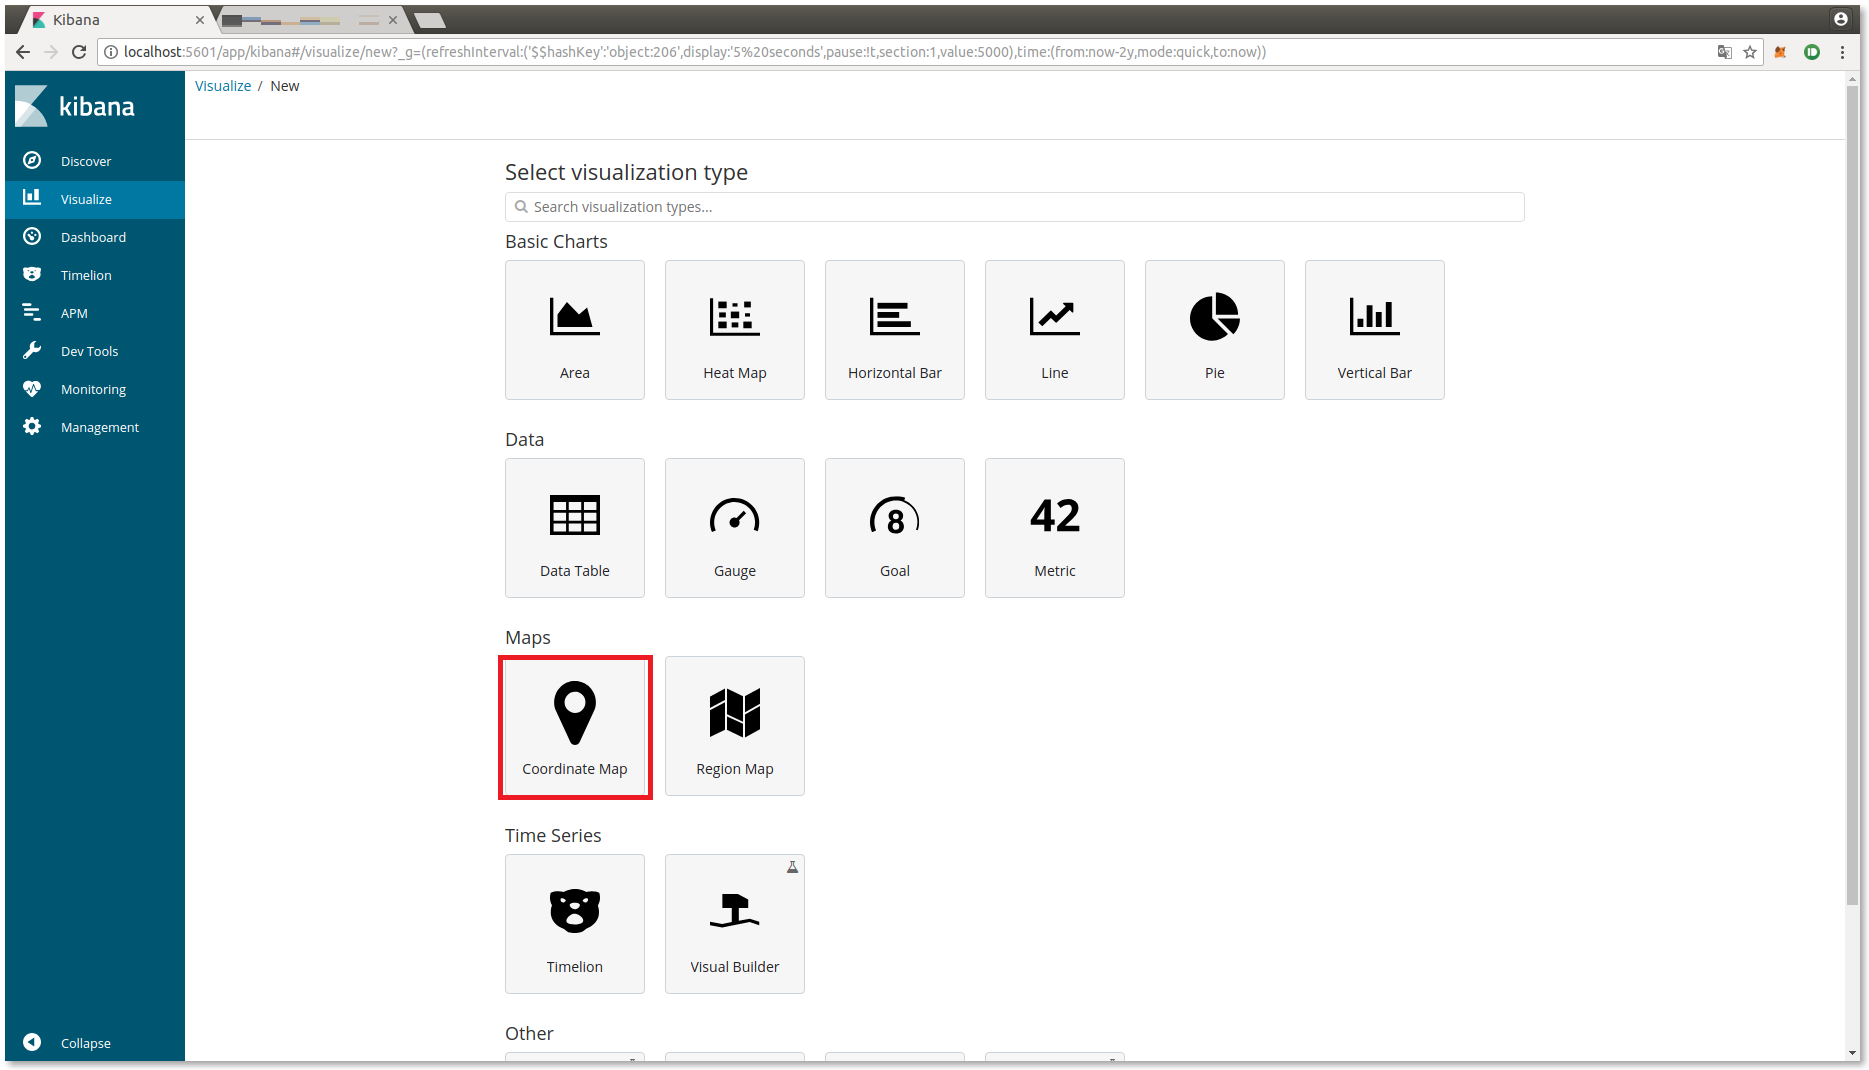 Kibana
localhost:5601/app/kibana#/visualize/new?_g=(refreshInterval:('$$hashKey':'object:206',display:'5%20seconds',pause:!t,section:1,value:5000),time:(from:now-2y,mode:quick,to:now))
kibana
Discover
Visualize
Dashboard
Timelion
APM
Dev Tools
Monitoring
Management
Collapse
Visualize / New
Select visualization type
Search visualization types...
Basic Charts
Area
Heat Map
Horizontal Bar
Line
Pie
Vertical Bar
Data
8
42
Data Table
Gauge
Goal
Metric
Maps
Coordinate Map
Region Map
Time Series
Timelion
Visual Builder
Other